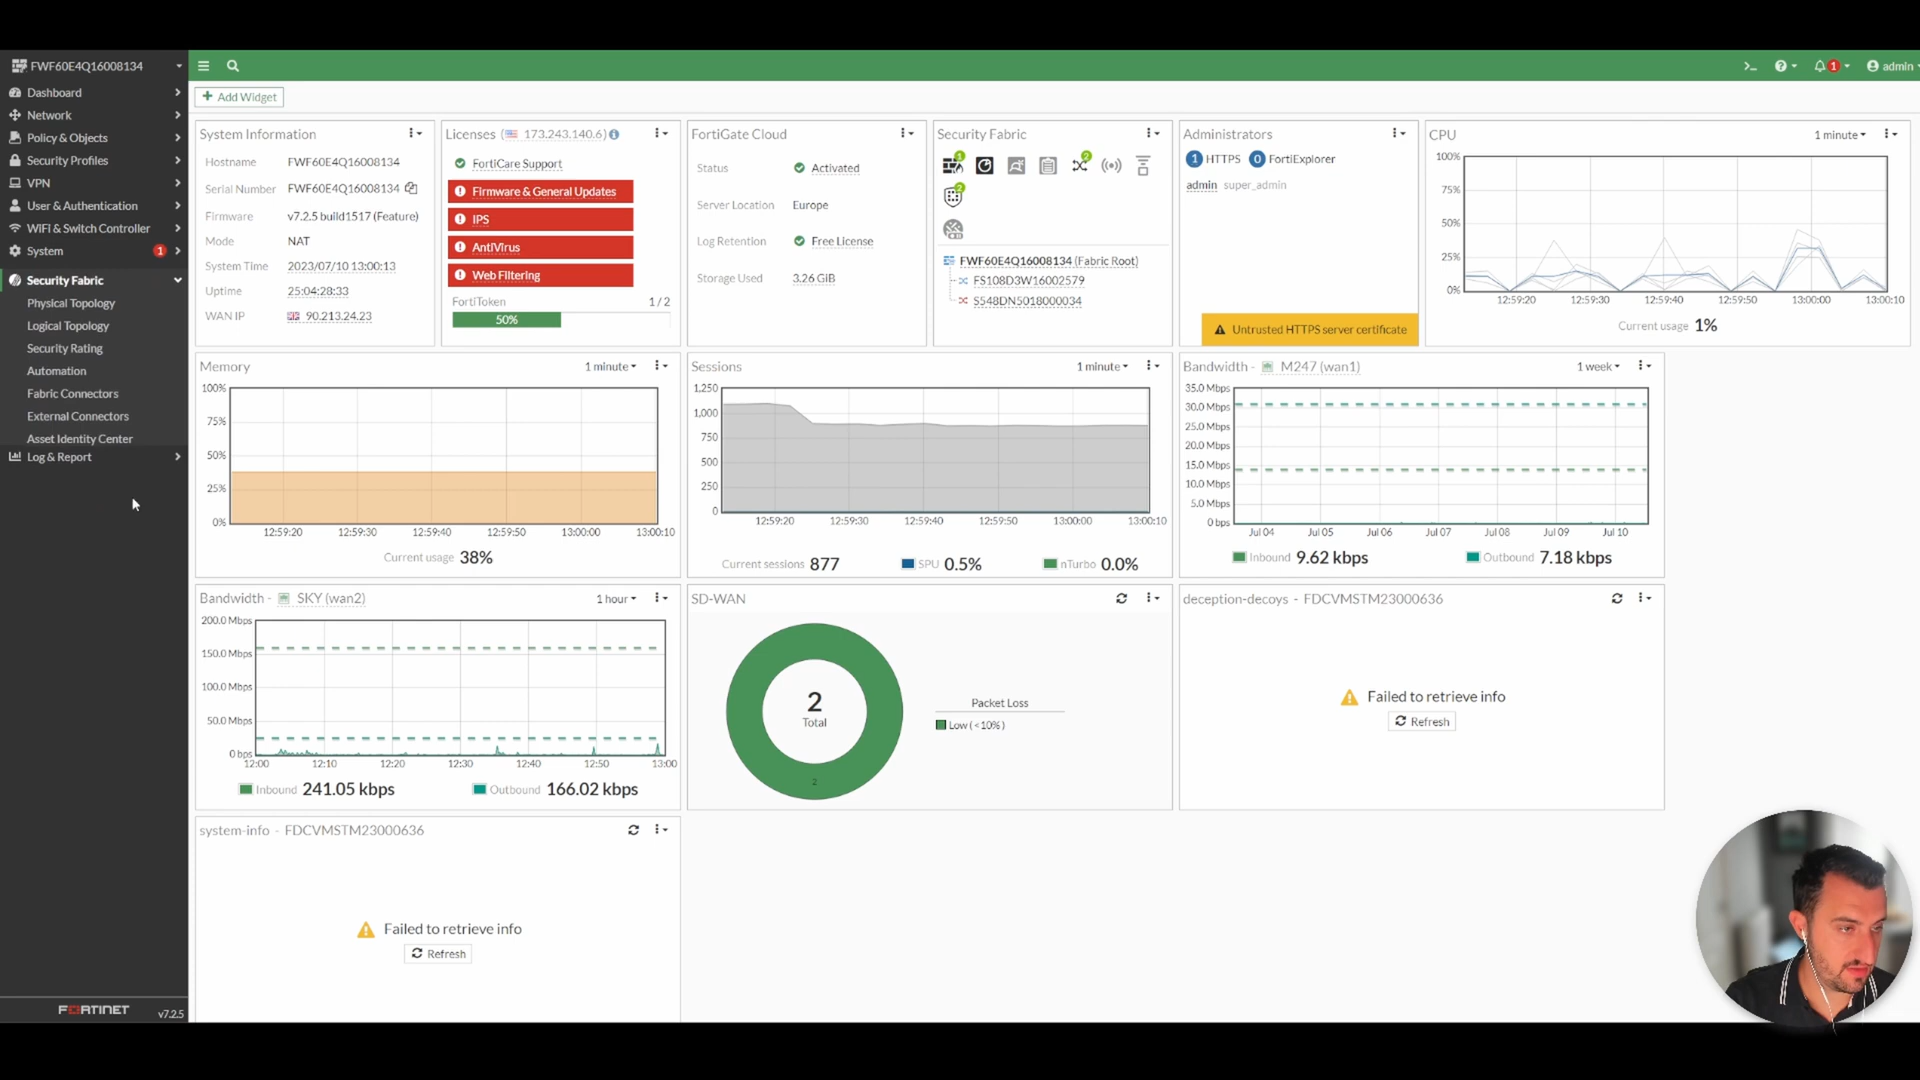 FWF60E4Q16008134
Dashboard
Network
Policy & Objects
Security Profiles
VPN
User & Authentication
WiFi & Switch Controller
System 1
Security Fabric
Physical Topology
Logical Topology
Security Rating
Automation
Fabric Connectors
External Connectors
Asset Identity Center
Log & Report
FORTINET v7.2.5
>_ ? 1 admin
+ Add Widget
System Information
Hostname FWF60E4Q16008134
Serial Number FWF60E4Q16008134
Firmware v7.2.5 build1517 (Feature)
Mode NAT
System Time 2023/07/10 13:00:13
Uptime 25:04:28:33
WAN IP 90.213.24.23
Licenses (173.243.140.6)
FortiCare Support
Firmware & General Updates
IPS
AntiVirus
Web Filtering
FortiToken 1 / 2
50%
FortiGate Cloud
Status Activated
Server Location Europe
Log Retention Free License
Storage Used 3.26 GiB
Security Fabric
1 2
2
FWF60E4Q16008134 (Fabric Root)
FS108D3W16002579
S548DN5018000034
Administrators
1 HTTPS 0 FortiExplorer
admin super_admin
Untrusted HTTPS server certificate
CPU 1 minute
100%
75%
50%
25%
0%
12:59:20 12:59:30 12:59:40 12:59:50 13:00:00 13:00:10
Current usage 1%
Memory 1 minute
100%
75%
50%
25%
0%
12:59:20 12:59:30 12:59:40 12:59:50 13:00:00 13:00:10
Current usage 38%
Sessions 1 minute
1,250
1,000
750
500
250
0
12:59:20 12:59:30 12:59:40 12:59:50 13:00:00 13:00:10
Current sessions 877 SPU 0.5% nTurbo 0.0%
Bandwidth - M247 (wan1) 1 week
35.0 Mbps
30.0 Mbps
25.0 Mbps
20.0 Mbps
15.0 Mbps
10.0 Mbps
5.0 Mbps
0 bps
Jul 04 Jul 05 Jul 06 Jul 07 Jul 08 Jul 09 Jul 10
Inbound 9.62 kbps Outbound 7.18 kbps
Bandwidth - SKY (wan2) 1 hour
200.0 Mbps
150.0 Mbps
100.0 Mbps
50.0 Mbps
0 bps
12:00 12:10 12:20 12:30 12:40 12:50 13:00
Inbound 241.05 kbps Outbound 166.02 kbps
SD-WAN
2
Total
2
Packet Loss
Low (<10%)
deception-decoys - FDCVMSTM23000636
Failed to retrieve info
Refresh
system-info - FDCVMSTM23000636
Failed to retrieve info
Refresh